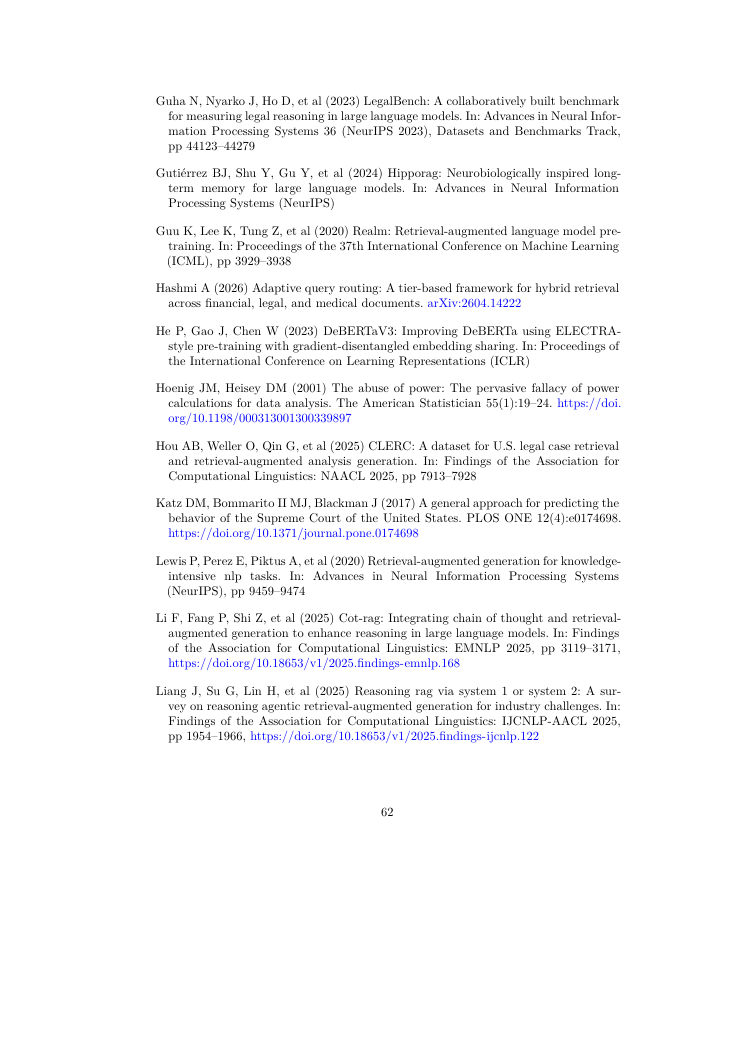 Guha N, Nyarko J, Ho D, et al (2023) LegalBench: A collaboratively built benchmark
for measuring legal reasoning in large language models. In: Advances in Neural Infor-
mation Processing Systems 36 (NeurIPS 2023), Datasets and Benchmarks Track,
pp 44123–44279
Gutiérrez BJ, Shu Y, Gu Y, et al (2024) Hipporag: Neurobiologically inspired long-
term memory for large language models. In: Advances in Neural Information
Processing Systems (NeurIPS)
Guu K, Lee K, Tung Z, et al (2020) Realm: Retrieval-augmented language model pre-
training. In: Proceedings of the 37th International Conference on Machine Learning
(ICML), pp 3929–3938
Hashmi A (2026) Adaptive query routing: A tier-based framework for hybrid retrieval
across financial, legal, and medical documents. arXiv:2604.14222
He P, Gao J, Chen W (2023) DeBERTaV3: Improving DeBERTa using ELECTRA-
style pre-training with gradient-disentangled embedding sharing. In: Proceedings of
the International Conference on Learning Representations (ICLR)
Hoenig JM, Heisey DM (2001) The abuse of power: The pervasive fallacy of power
calculations for data analysis. The American Statistician 55(1):19–24. https://doi.
org/10.1198/000313001300339897
Hou AB, Weller O, Qin G, et al (2025) CLERC: A dataset for U.S. legal case retrieval
and retrieval-augmented analysis generation. In: Findings of the Association for
Computational Linguistics: NAACL 2025, pp 7913–7928
Katz DM, Bommarito II MJ, Blackman J (2017) A general approach for predicting the
behavior of the Supreme Court of the United States. PLOS ONE 12(4):e0174698.
https://doi.org/10.1371/journal.pone.0174698
Lewis P, Perez E, Piktus A, et al (2020) Retrieval-augmented generation for knowledge-
intensive nlp tasks. In: Advances in Neural Information Processing Systems
(NeurIPS), pp 9459–9474
Li F, Fang P, Shi Z, et al (2025) Cot-rag: Integrating chain of thought and retrieval-
augmented generation to enhance reasoning in large language models. In: Findings
of the Association for Computational Linguistics: EMNLP 2025, pp 3119–3171,
https://doi.org/10.18653/v1/2025.findings-emnlp.168
Liang J, Su G, Lin H, et al (2025) Reasoning rag via system 1 or system 2: A sur-
vey on reasoning agentic retrieval-augmented generation for industry challenges. In:
Findings of the Association for Computational Linguistics: IJCNLP-AACL 2025,
pp 1954–1966, https://doi.org/10.18653/v1/2025.findings-ijcnlp.122
62